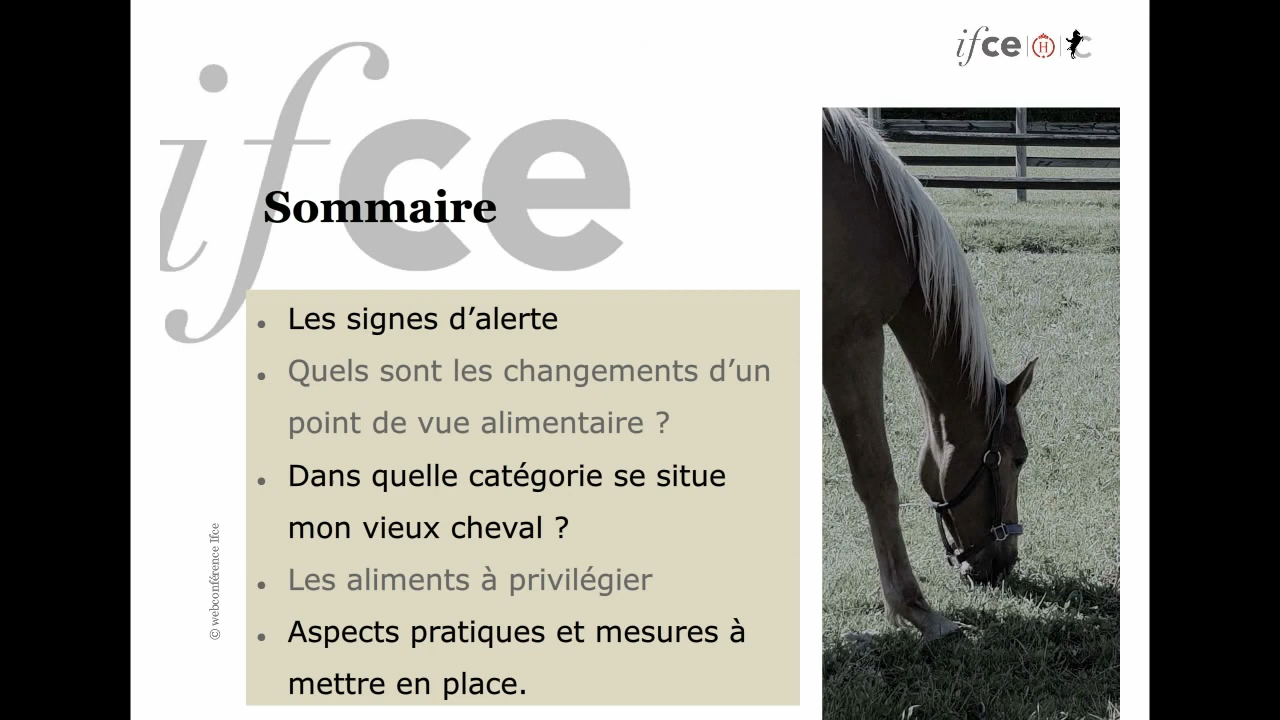 ifce
ifce H c
Sommaire
Les signes d’alerte
Quels sont les changements d’un
point de vue alimentaire ?
Dans quelle catégorie se situe
mon vieux cheval ?
Les aliments à privilégier
Aspects pratiques et mesures à
mettre en place.
© webconférence Ifce